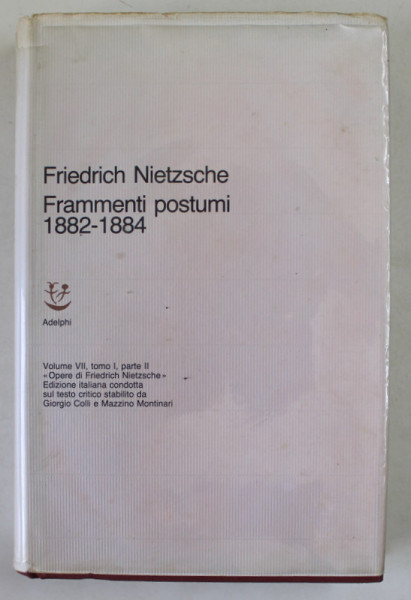 Friedrich Nietzsche
Frammenti postumi
1882-1884
Adelphi
Volume VII, tomo I, parte II
«Opere di Friedrich Nietzsche»
Edizione italiana condotta
sul testo critico stabilito da
Giorgio Colli e Mazzino Montinari